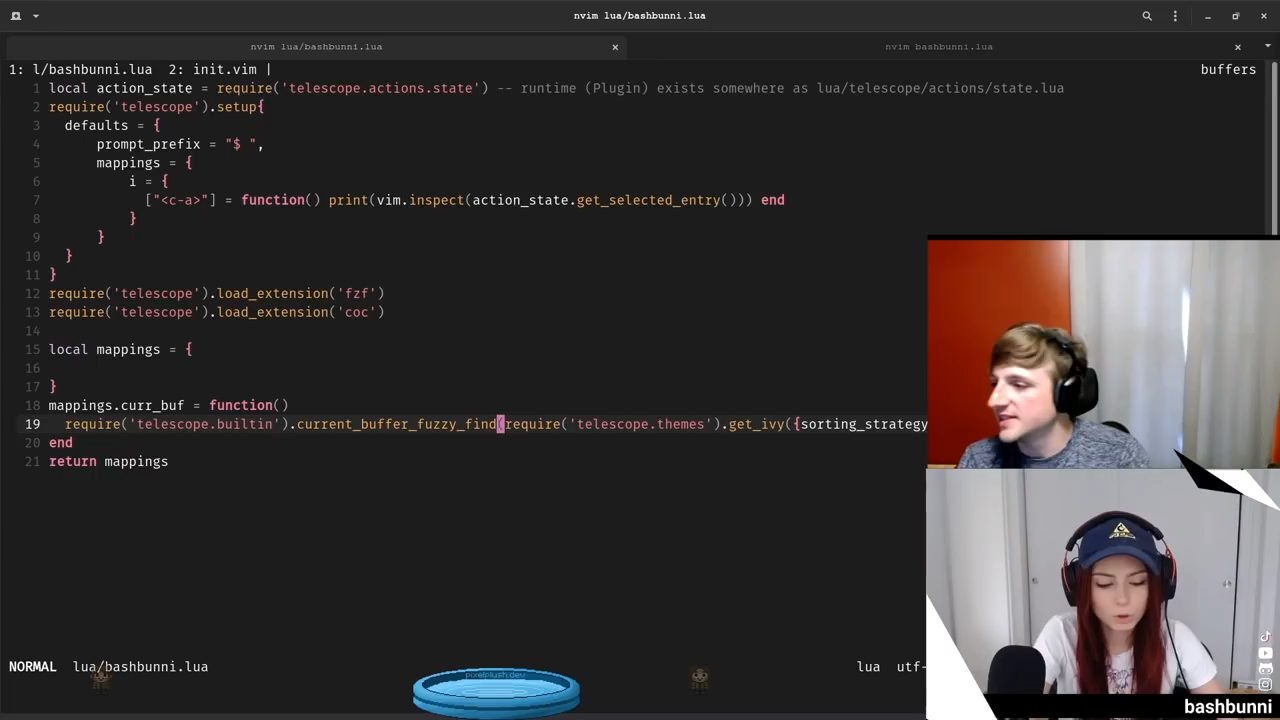 nvim lua/bashbunni.lua
nvim lua/bashbunni.lua
nvim bashbunni.lua
1: l/bashbunni.lua  2: init.vim |
buffers
1 local action_state = require('telescope.actions.state') -- runtime (Plugin) exists somewhere as lua/telescope/actions/state.lua
2 require('telescope').setup{
3   defaults = {
4       prompt_prefix = "$ ",
5       mappings = {
6           i = {
7             ["<c-a>"] = function() print(vim.inspect(action_state.get_selected_entry())) end
8           }
9       }
10   }
11 }
12 require('telescope').load_extension('fzf')
13 require('telescope').load_extension('coc')
14
15 local mappings = {
16
17 }
18 mappings.curr_buf = function()
19   require('telescope.builtin').current_buffer_fuzzy_find(require('telescope.themes').get_ivy({sorting_strategy
20 end
21 return mappings
NORMAL  lua/bashbunni.lua
lua  utf-
pixelplush.dev
bashbunni